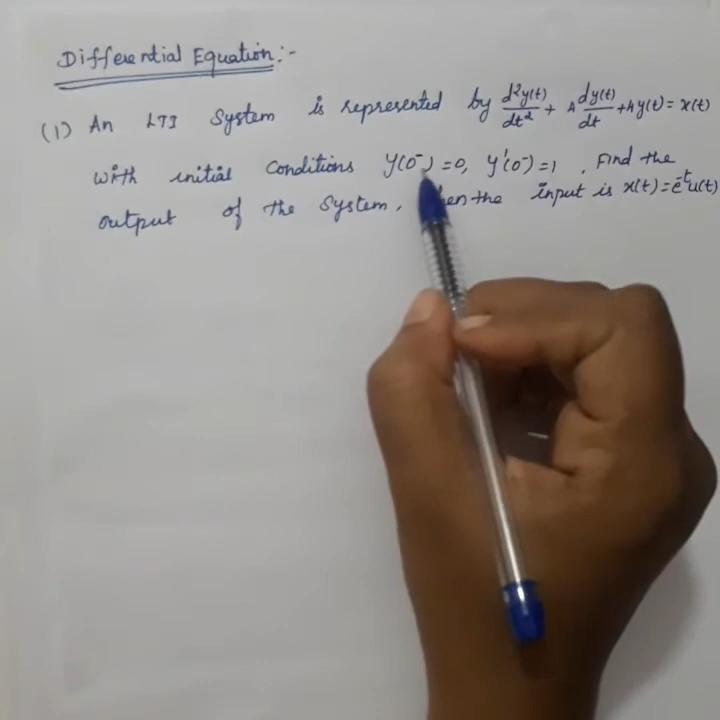 Differential Equation:-
(1) An LTI System is represented by d²y(t)/dt² + 4 dy(t)/dt + 4y(t) = x(t)
with initial Conditions y(0⁻) = 0, y'(0⁻) = 1 . Find the
output of the System, the input is x(t) = e⁻ᵗu(t)